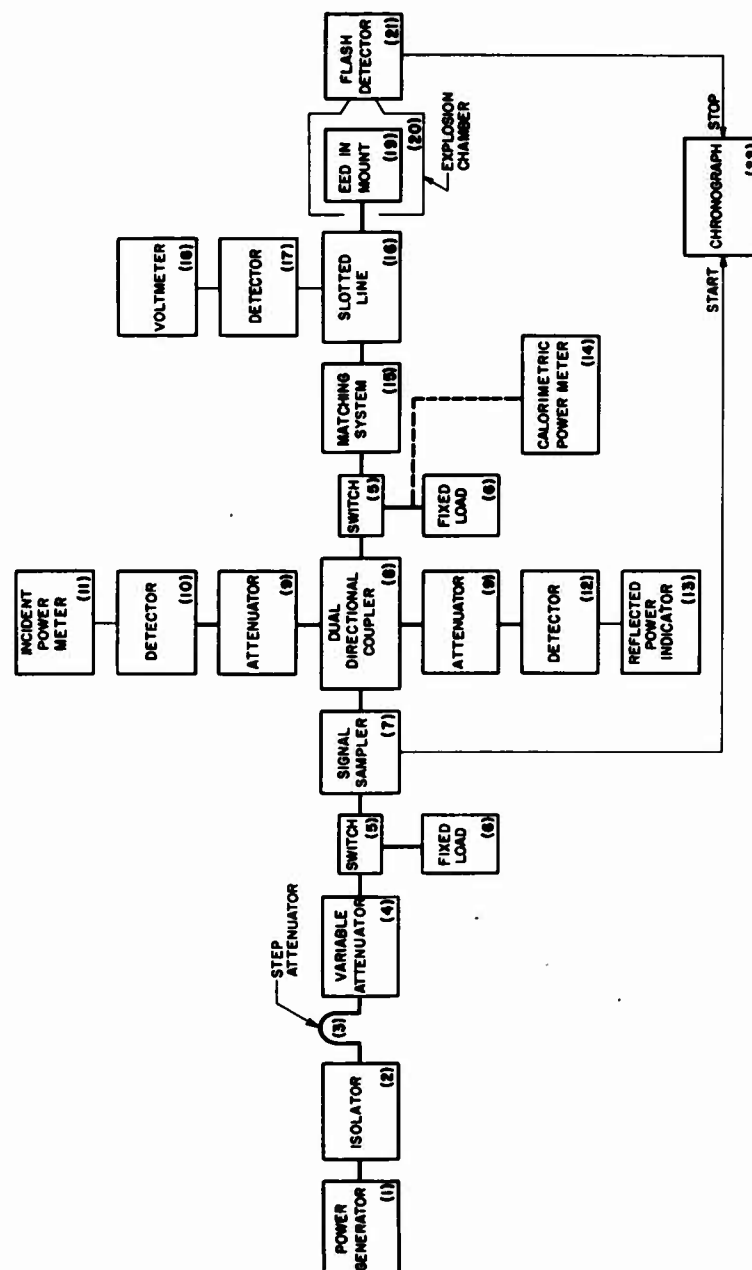 POWER
GENERATOR
(1)
ISOLATOR
(2)
STEP
ATTENUATOR
(3)
VARIABLE
ATTENUATOR
(4)
SWITCH
(5)
FIXED
LOAD
(6)
SIGNAL
SAMPLER
(7)
INCIDENT
POWER
METER
(11)
DETECTOR
(10)
ATTENUATOR
(9)
DUAL
DIRECTIONAL
COUPLER
(8)
ATTENUATOR
(9)
DETECTOR
(12)
REFLECTED
POWER
INDICATOR
(13)
SWITCH
(5)
FIXED
LOAD
(6)
CALORIMETRIC
POWER METER
(14)
MATCHING
SYSTEM
(15)
VOLTMETER
(18)
DETECTOR
(17)
SLOTTED
LINE
(16)
EED IN
MOUNT
(19)
(20)
EXPLOSION
CHAMBER
FLASH
DETECTOR
(21)
START
STOP
CHRONOGRAPH